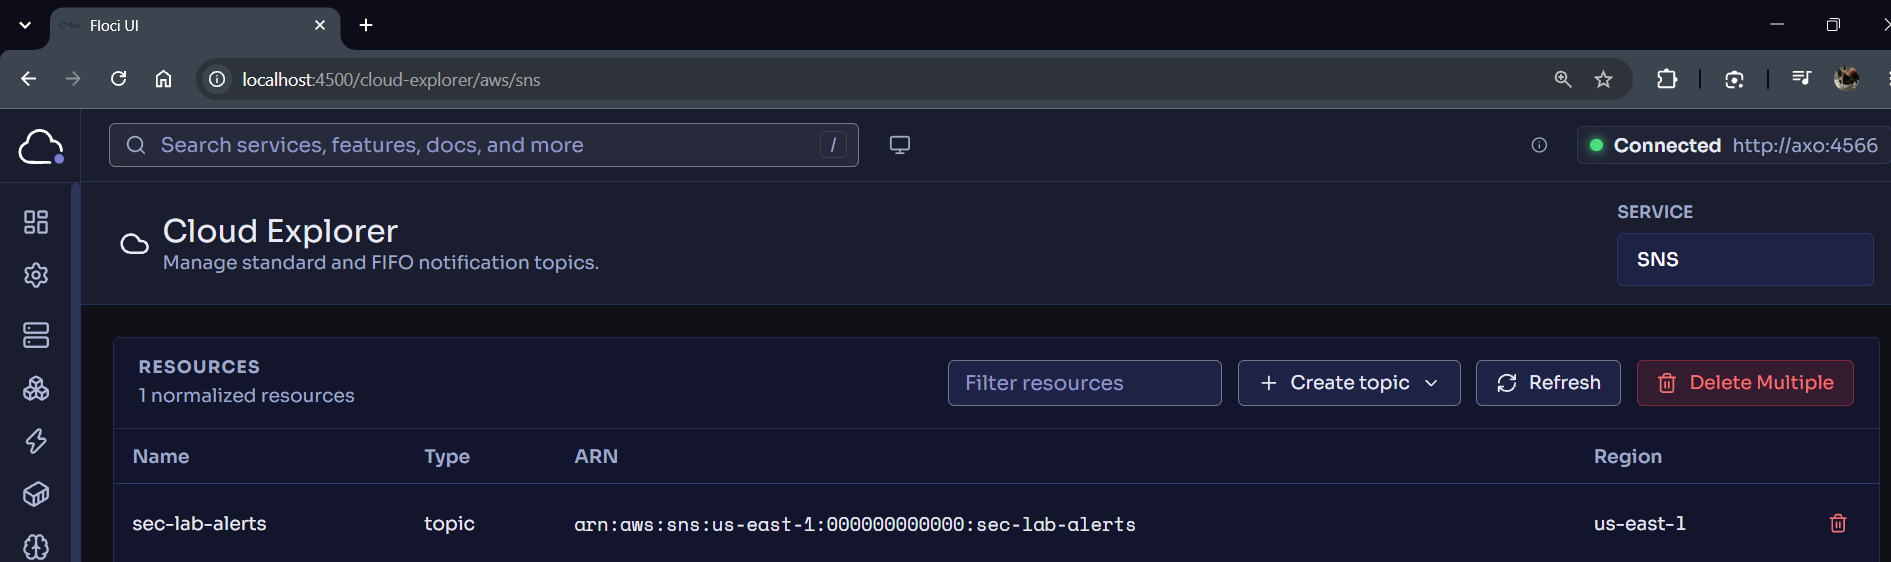 Floci UI
localhost:4500/cloud-explorer/aws/sns
Search services, features, docs, and more
/
Connected http://axo:4566
Cloud Explorer
Manage standard and FIFO notification topics.
SERVICE
SNS
RESOURCES
1 normalized resources
Filter resources
Create topic
Refresh
Delete Multiple
Name Type ARN Region
sec-lab-alerts topic arn:aws:sns:us-east-1:000000000000:sec-lab-alerts us-east-1